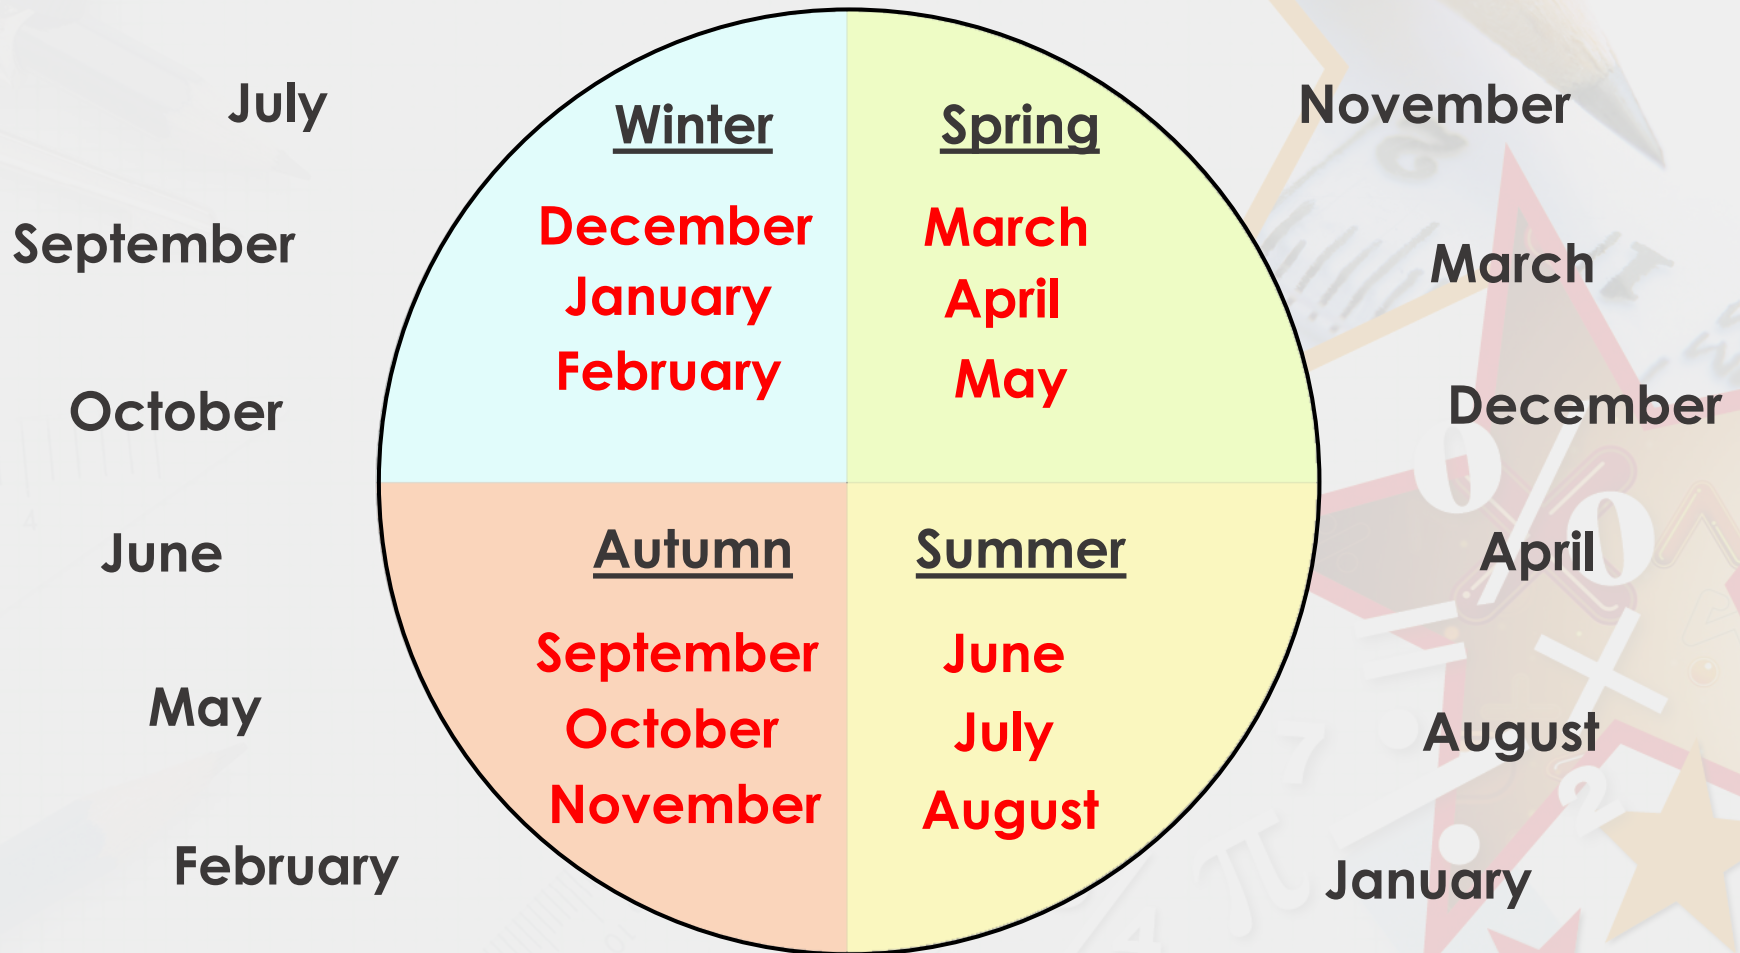 July
September
October
June
May
February
Winter
December
January
February
Spring
March
April
May
Autumn
September
October
November
Summer
June
July
August
November
March
December
April
August
January